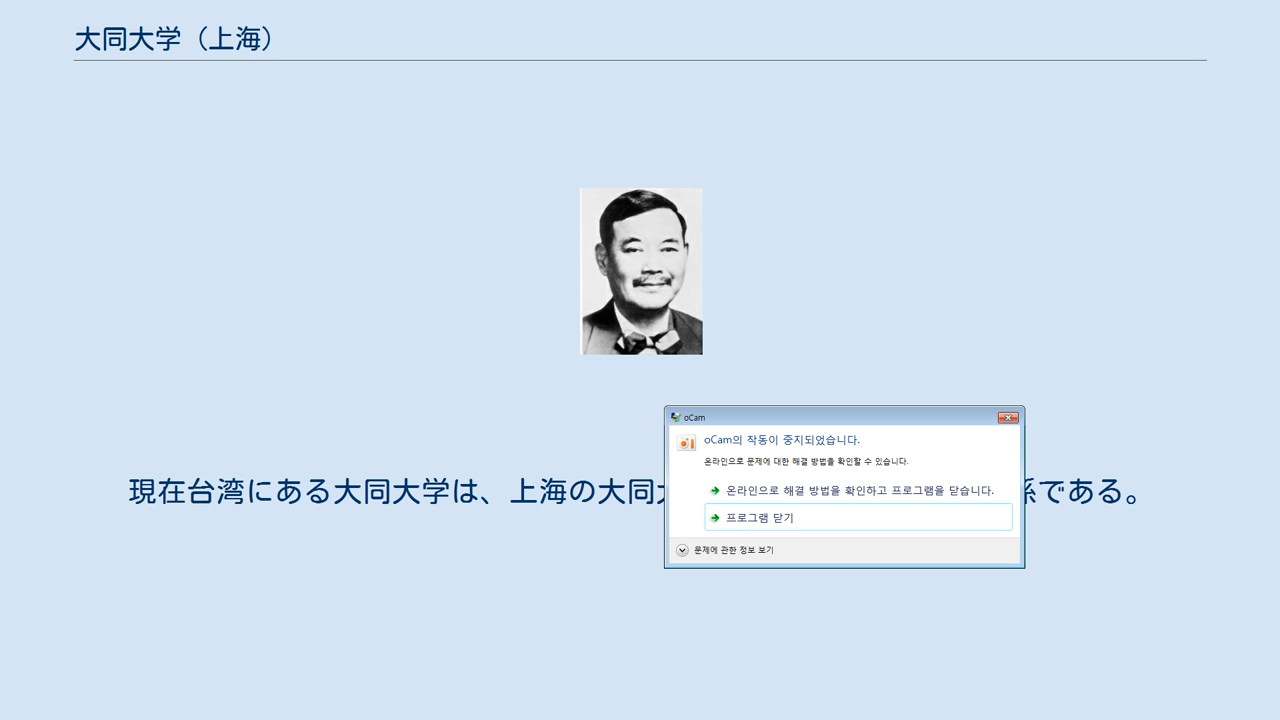 大同大学（上海）
oCam
oCam의 작동이 중지되었습니다.
온라인으로 문제에 대한 해결 방법을 확인할 수 있습니다.
現在台湾にある大同大学は、上海の大同
係である。
온라인으로 해결 방법을 확인하고 프로그램을 닫습니다.
프로그램 닫기
문제에 관한 정보 보기